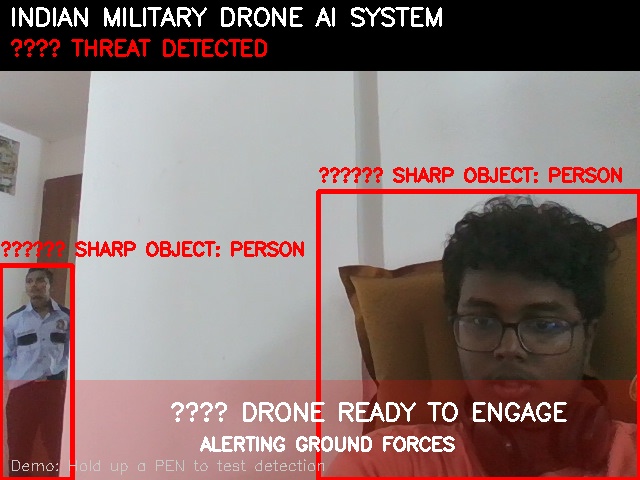 INDIAN MILITARY DRONE AI SYSTEM
???? THREAT DETECTED
?????? SHARP OBJECT: PERSON
?????? SHARP OBJECT: PERSON
???? DRONE READY TO ENGAGE
ALERTING GROUND FORCES
Demo: Hold up a PEN to test detection